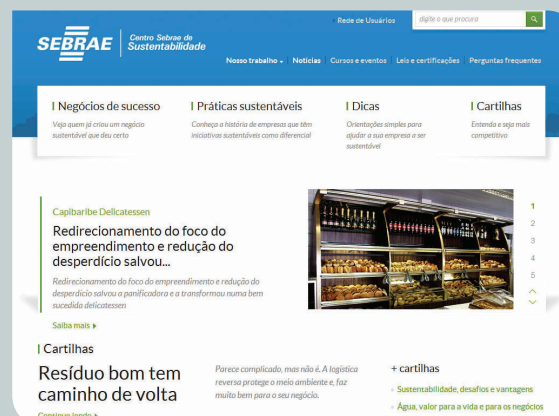 Rede de Usuários
digite o que procura
SEBRAE
Centro Sebrae de
Sustentabilidade
Nosso trabalho
Notícias
Cursos e eventos
Leis e certificações
Perguntas frequentes
Negócios de sucesso
Veja quem já criou um negócio
sustentável que deu certo
Práticas sustentáveis
Conheça a história de empresas que têm
iniciativas sustentáveis como diferencial
Dicas
Orientações simples para
ajudar a sua empresa a ser
sustentável
Cartilhas
Entenda e seja mais
competitivo
Capibaribe Delicatessen
Redirecionamento do foco do
empreendimento e redução do
desperdício salvou...
Redirecionamento do foco do empreendimento e redução do
desperdício salvou a panificadora e a transformou numa bem
sucedida delicatessen
Saiba mais
1
2
3
4
5
Cartilhas
Resíduo bom tem
caminho de volta
Continue lendo
Parece complicado, mas não é. A logística
reversa protege o meio ambiente e, faz
muito bem para o seu negócio.
+ cartilhas
Sustentabilidade, desafios e vantagens
Água, valor para a vida e para os negócios